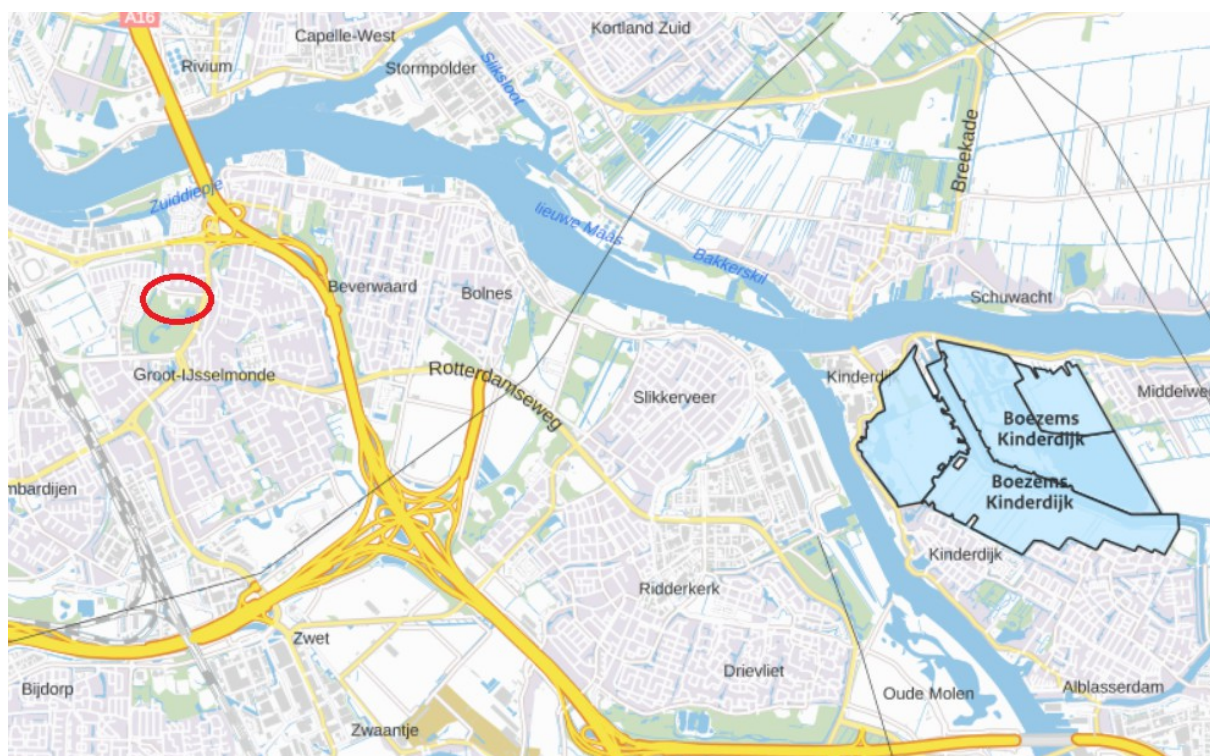 A16
Capelle-West
Kortland Zuid
Rivium
Stormpolder
Sliksloot
Breekade
Zuiddiepje
lieuwe Maas
Bakkerskil
Beverwaard
Bolnes
Schuwacht
Groot-IJsselmonde
Rotterdamseweg
Kinderdij
Middelweg
Slikkerveer
Boezems
Kinderdijk
mbardijen
Boezems
Kinderdijk
Kinderdijk
Ridderkerk
Zwet
Drievliet
Bijdorp
Oude Molen
Alblasserdam
Zwaantje